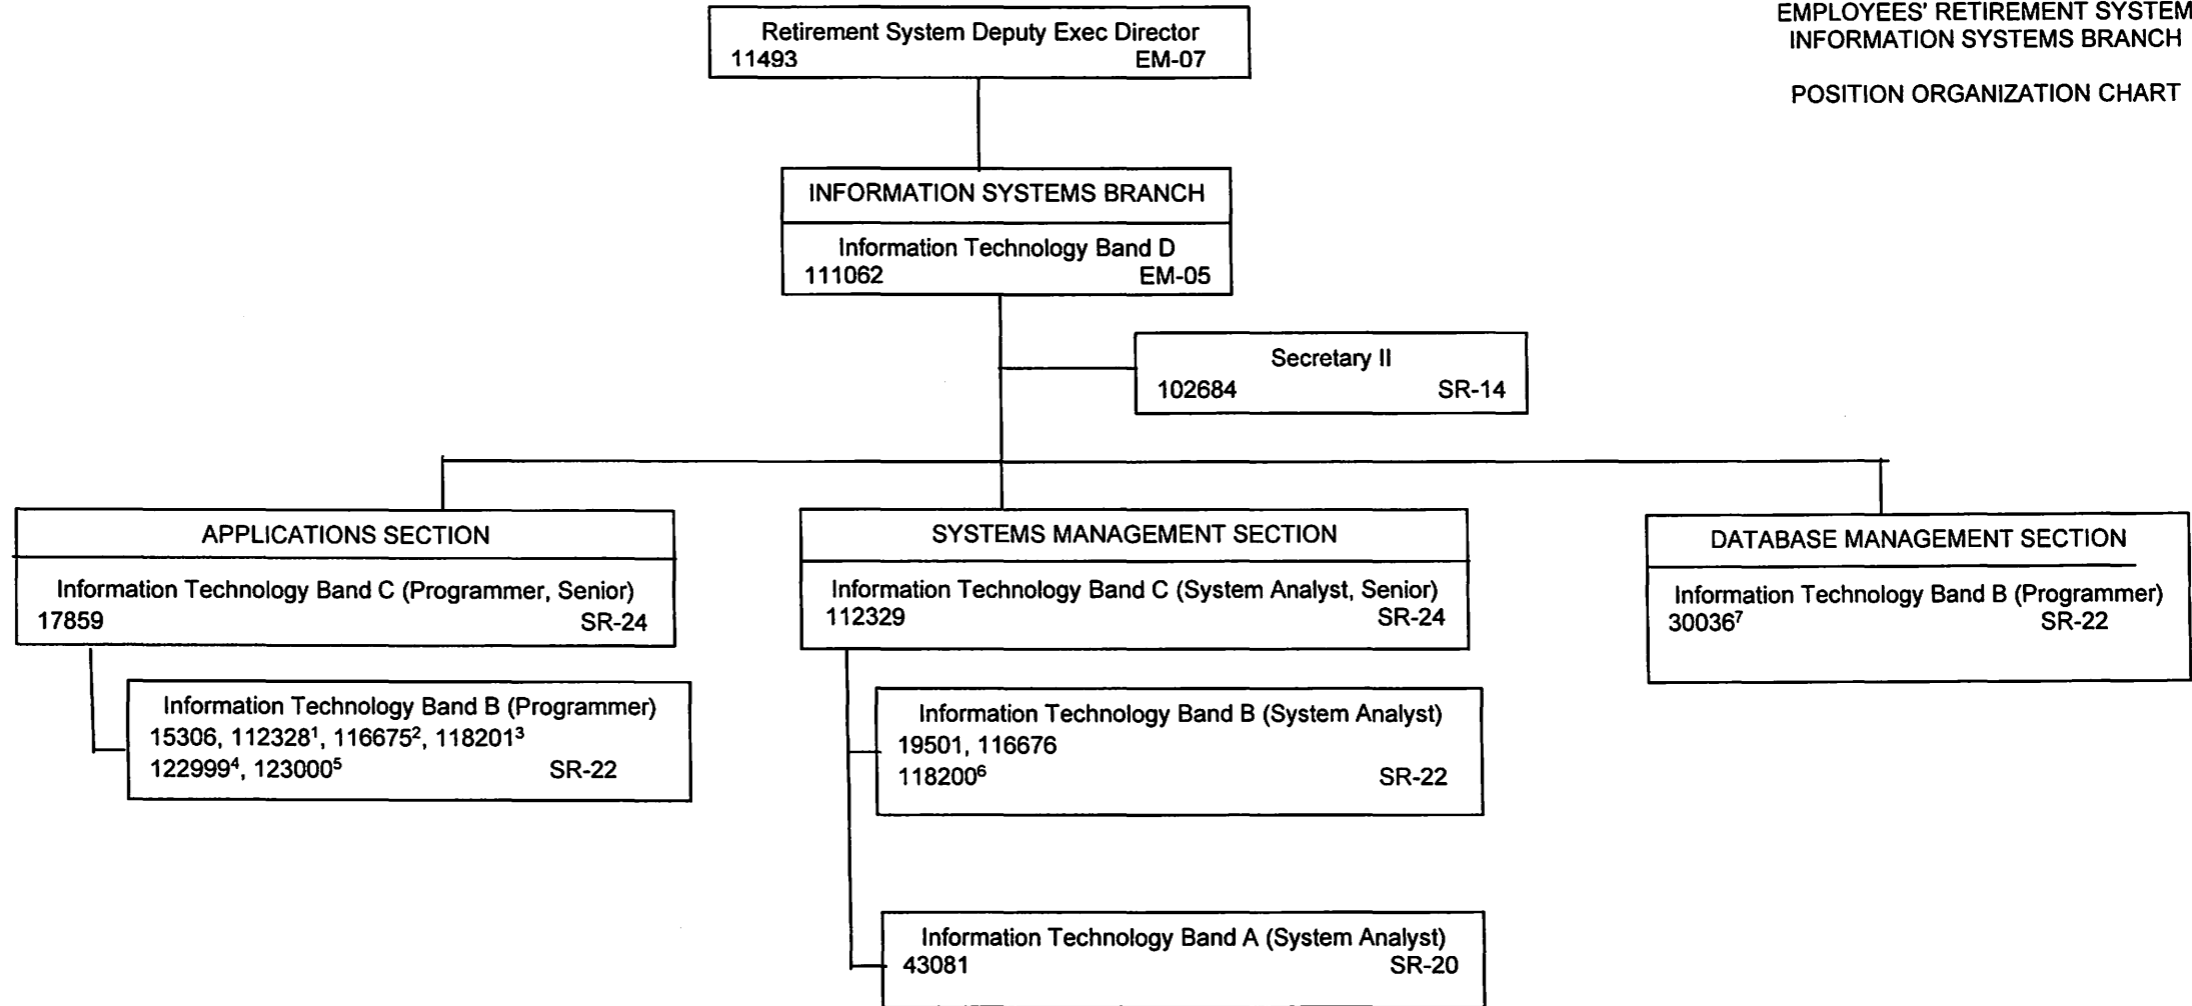 EMPLOYEES' RETIREMENT SYSTEM
INFORMATION SYSTEMS BRANCH
POSITION ORGANIZATION CHART
Retirement System Deputy Exec Director
11493 EM-07
INFORMATION SYSTEMS BRANCH
Information Technology Band D
111062 EM-05
Secretary II
102684 SR-14
APPLICATIONS SECTION
Information Technology Band C (Programmer, Senior)
17859 SR-24
Information Technology Band B (Programmer)
15306, 112328¹, 116675², 118201³
122999⁴, 123000⁵ SR-22
SYSTEMS MANAGEMENT SECTION
Information Technology Band C (System Analyst, Senior)
112329 SR-24
Information Technology Band B (System Analyst)
19501, 116676
118200⁶ SR-22
Information Technology Band A (System Analyst)
43081 SR-20
DATABASE MANAGEMENT SECTION
Information Technology Band B (Programmer)
30036⁷ SR-22